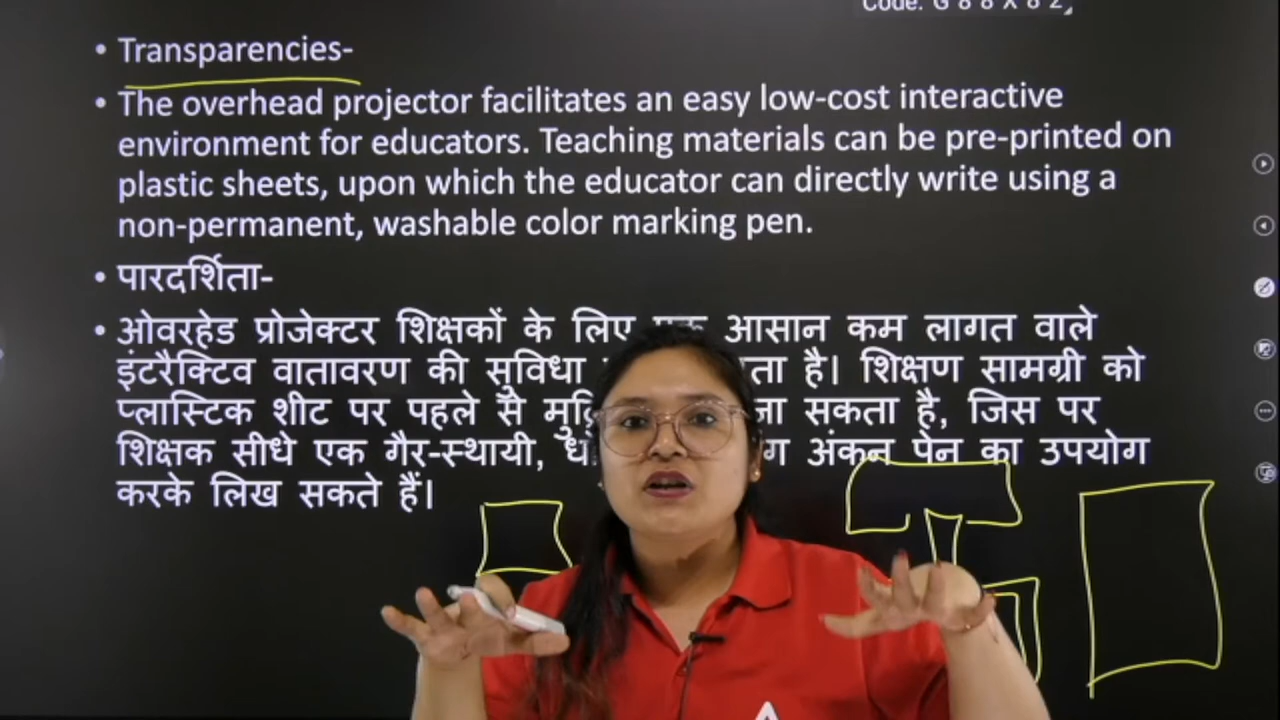 Code: G 8 8 X 8 Z
Transparencies-
The overhead projector facilitates an easy low-cost interactive
environment for educators. Teaching materials can be pre-printed on
plastic sheets, upon which the educator can directly write using a
non-permanent, washable color marking pen.
पारदर्शिता-
ओवरहेड प्रोजेक्टर शिक्षकों के लिए एक आसान कम लागत वाले
इंटरैक्टिव वातावरण की सुविधा है। शिक्षण सामग्री को
प्लास्टिक शीट पर पहले से सकता है, जिस पर
शिक्षक सीधे एक गैर-स्थायी, अंकन पेन का उपयोग
करके लिख सकते हैं।